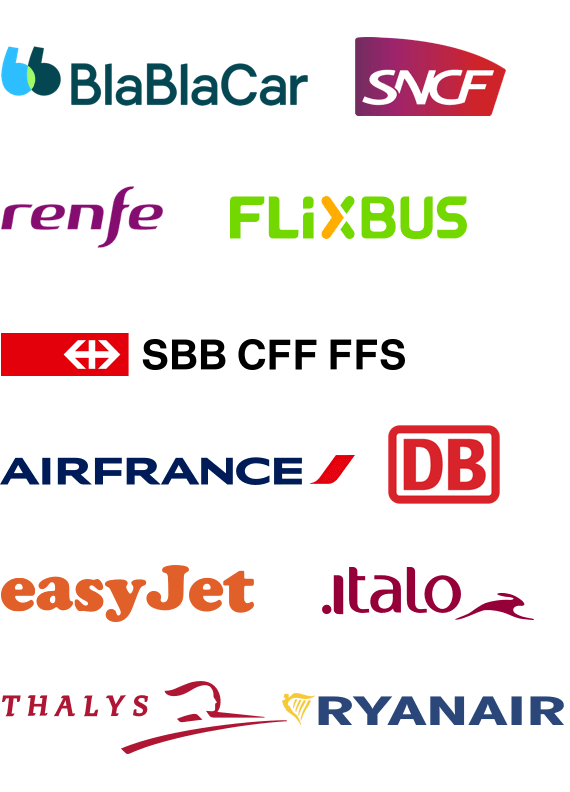 BlaBlaCar SNCF
renfe FLiXBUS
SBB CFF FFS
AIRFRANCE DB
easyJet .italo
THALYS RYANAIR